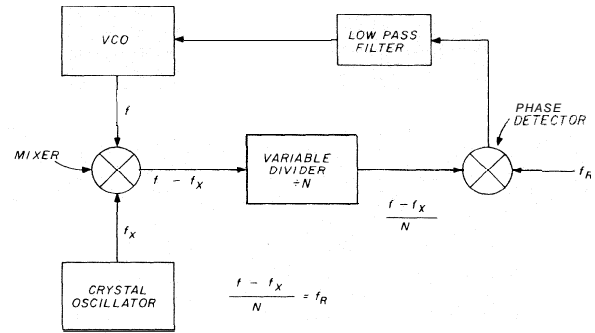 VCO
LOW PASS
FILTER
f
PHASE
DETECTOR
MIXER
VARIABLE
DIVIDER
÷N
f - fX
fR
f - fX
N
fX
CRYSTAL
OSCILLATOR
f - fX
N
= fR